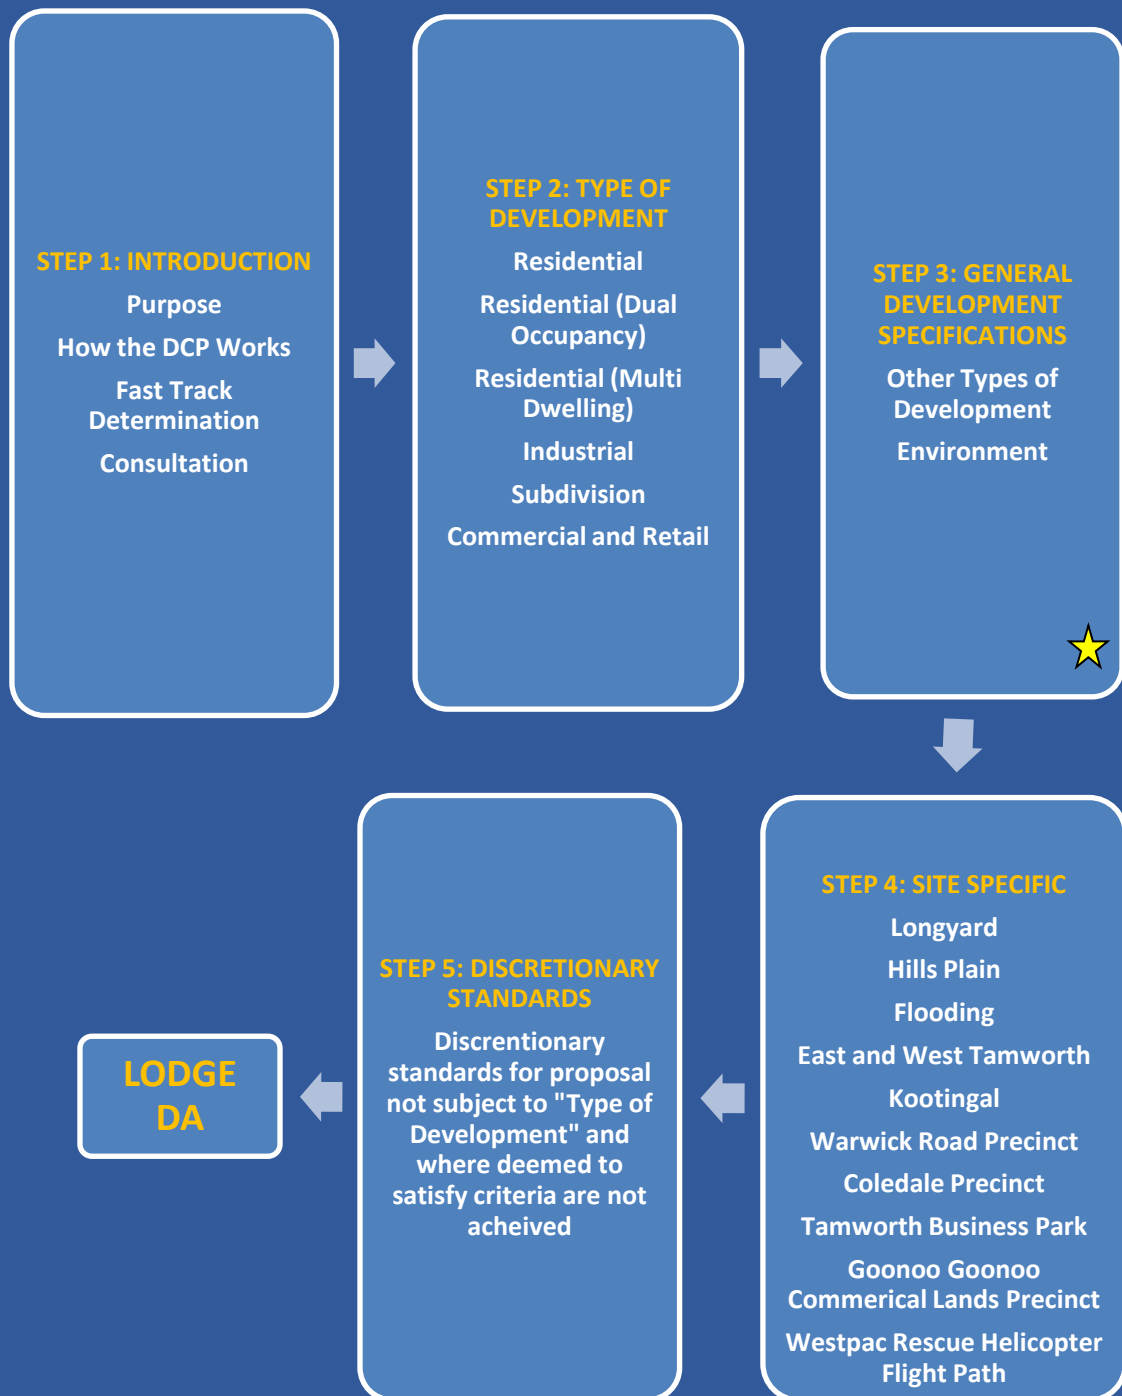 STEP 1: INTRODUCTION
Purpose
How the DCP Works
Fast Track
Determination
Consultation
STEP 2: TYPE OF
DEVELOPMENT
Residential
Residential (Dual
Occupancy)
Residential (Multi
Dwelling)
Industrial
Subdivision
Commercial and Retail
STEP 3: GENERAL
DEVELOPMENT
SPECIFICATIONS
Other Types of
Development
Environment
STEP 4: SITE SPECIFIC
Longyard
Hills Plain
Flooding
East and West Tamworth
Kootingal
Warwick Road Precinct
Coledale Precinct
Tamworth Business Park
Goonoo Goonoo
Commerical Lands Precinct
Westpac Rescue Helicopter
Flight Path
STEP 5: DISCRETIONARY
STANDARDS
Discrentionary
standards for proposal
not subject to "Type of
Development" and
where deemed to
satisfy criteria are not
acheived
LODGE
DA